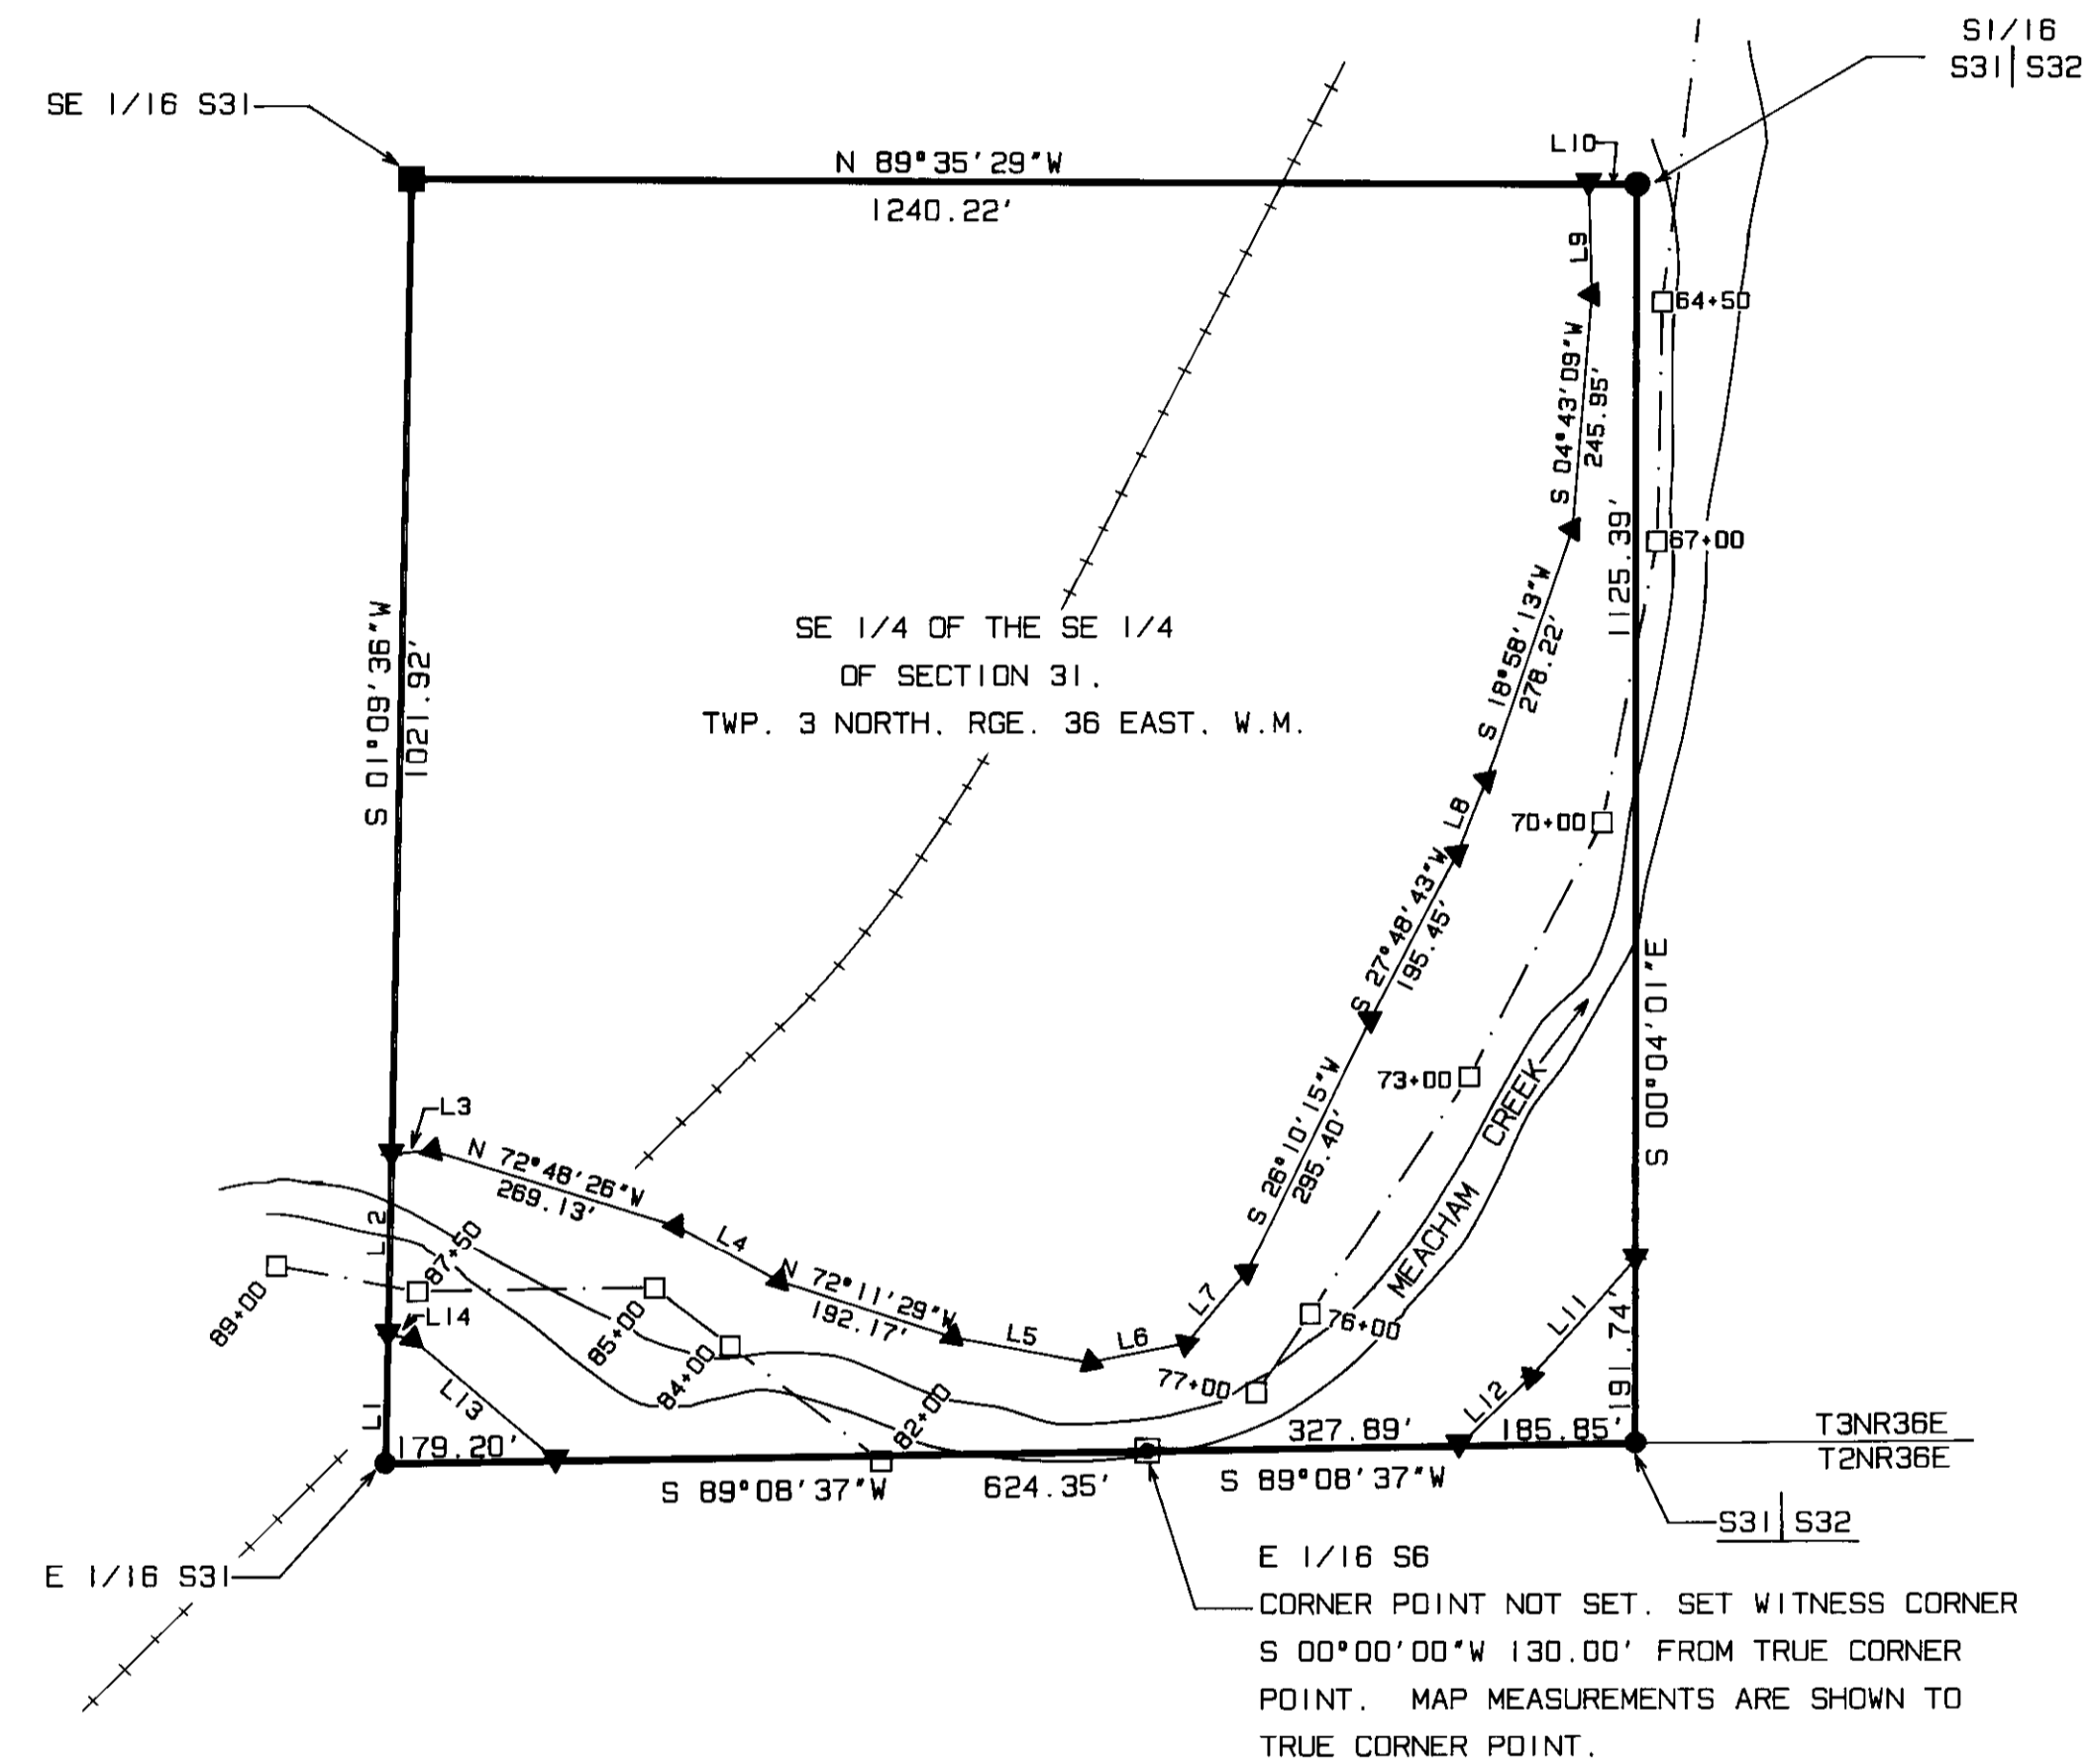 S1/16
S31|S32
SE 1/16 S31
L10
N 89°35'29"W
1240.22'
L9
64+50
S 04°43'09"W
245.95'
67+00
1125.39'
S 18°58'13"W
278.22'
S 01°09'36"W
1021.92'
SE 1/4 OF THE SE 1/4
OF SECTION 31.
TWP. 3 NORTH. RGE. 36 EAST. W.M.
L8
70+00
S 27°48'43"W
195.45'
S 00°04'01"E
73+00
MEACHAM CREEK
S 26°10'15"W
295.40'
L3
N 72°48'26"W
269.13'
L2
L4
87+50
89+00
N 72°11'29"W
192.17'
L14
85+00
84+00
L5
L6
L7
76+00
77+00
L11
191.74'
L12
L1
L13
82+00
179.20'
327.89'
185.85'
T3NR36E
T2NR36E
S 89°08'37"W
624.35'
S 89°08'37"W
S31|S32
E 1/16 S31
E 1/16 S6
CORNER POINT NOT SET. SET WITNESS CORNER
S 00°00'00"W 130.00' FROM TRUE CORNER
POINT. MAP MEASUREMENTS ARE SHOWN TO
TRUE CORNER POINT.